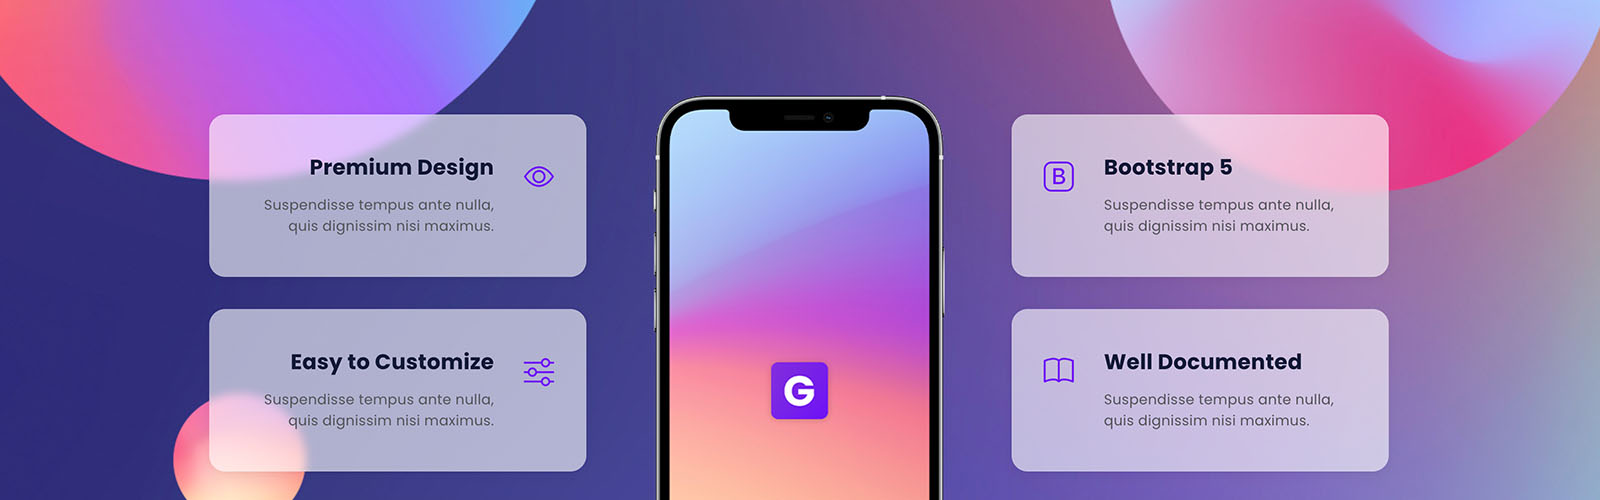 Premium Design
Suspendisse tempus ante nulla,
quis dignissim nisi maximus.
Easy to Customize
Suspendisse tempus ante nulla,
quis dignissim nisi maximus.
G
B
Bootstrap 5
Suspendisse tempus ante nulla,
quis dignissim nisi maximus.
Well Documented
Suspendisse tempus ante nulla,
quis dignissim nisi maximus.